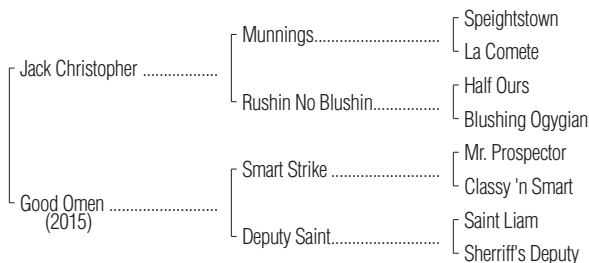 Speightstown
Munnings
La Comete
Jack Christopher
Half Ours
Rushin No Blushin
Blushing Ogygian
Mr. Prospector
Smart Strike
Classy 'n Smart
Good Omen
(2015)
Saint Liam
Deputy Saint
Sherriff's Deputy